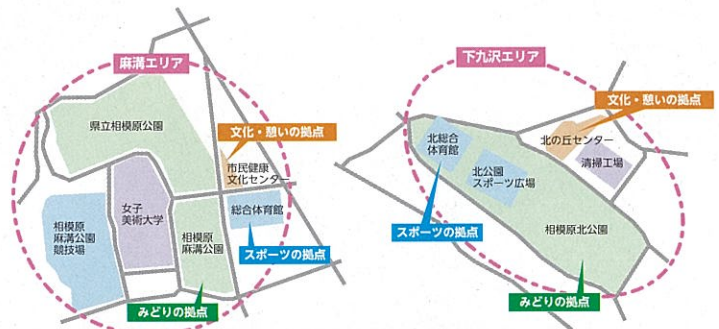 麻溝エリア
県立相模原公園
文化・憩いの拠点
市民健康
文化センター
女子
美術大学
総合体育館
相模原
麻溝公園
競技場
相模原
麻溝公園
スポーツの拠点
みどりの拠点
下九沢エリア
文化・憩いの拠点
北総合
体育館
北の丘センター
清掃工場
北公園
スポーツ広場
相模原北公園
スポーツの拠点
みどりの拠点